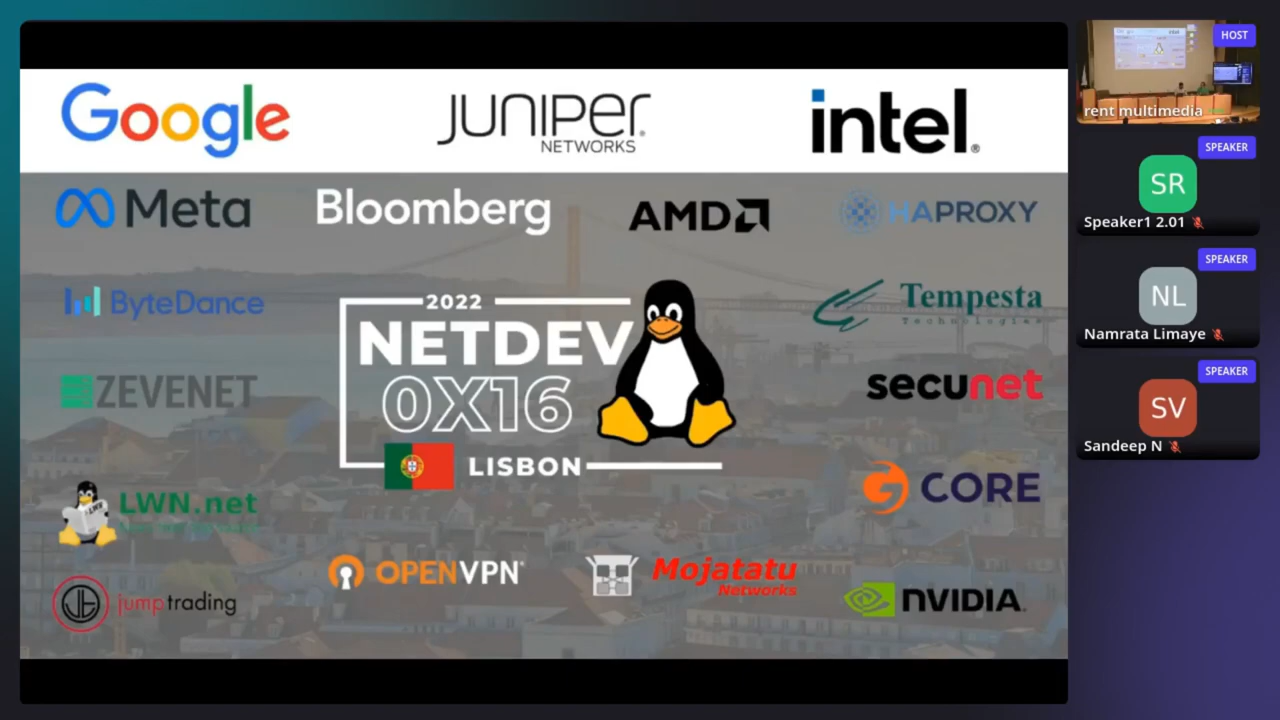 Google
JUNIPER
NETWORKS
intel
Meta
Bloomberg
AMD
HAPROXY
ByteDance
2022
NETDEV
0X16
LISBON
Tempesta
Technologies
ZEVENET
secunet
LWN.net
CORE
OPENVPN
Mojatatu
Networks
jumptrading
NVIDIA
HOST
rent multimedia
SPEAKER
SR
Speaker1 2.01
SPEAKER
NL
Namrata Limaye
SPEAKER
SV
Sandeep N